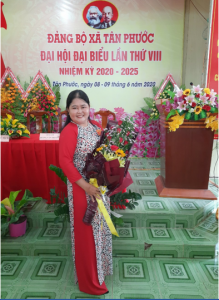 ĐẢNG BỘ XÃ TÂN PHƯỚC
ĐẠI HỘI ĐẠI BIỂU LẦN THỨ VIII
NHIỆM KỲ 2020 - 2025
Tân Phước, ngày 08 - 09 tháng 6 năm 2020